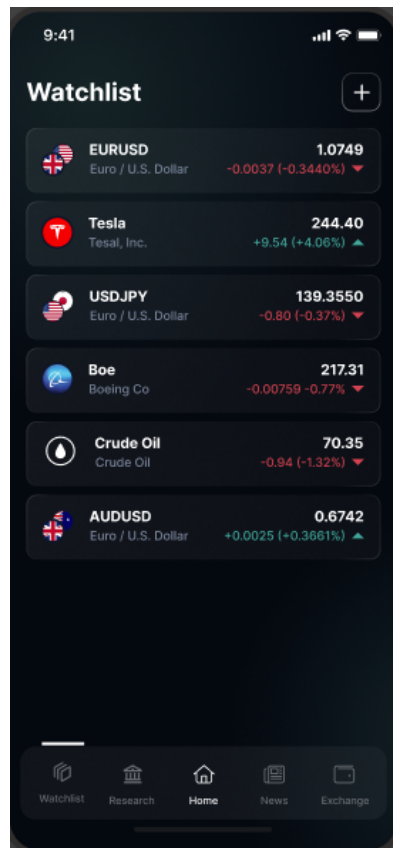 9:41
Watchlist
+
EURUSD 1.0749
Euro / U.S. Dollar -0.0037 (-0.3440%)
Tesla 244.40
Tesal, Inc. +9.54 (+4.06%)
USDJPY 139.3550
Euro / U.S. Dollar -0.80 (-0.37%)
Boe 217.31
Boeing Co -0.00759 -0.77%
Crude Oil 70.35
Crude Oil -0.94 (-1.32%)
AUDUSD 0.6742
Euro / U.S. Dollar +0.0025 (+0.3661%)
Watchlist Research Home News Exchange